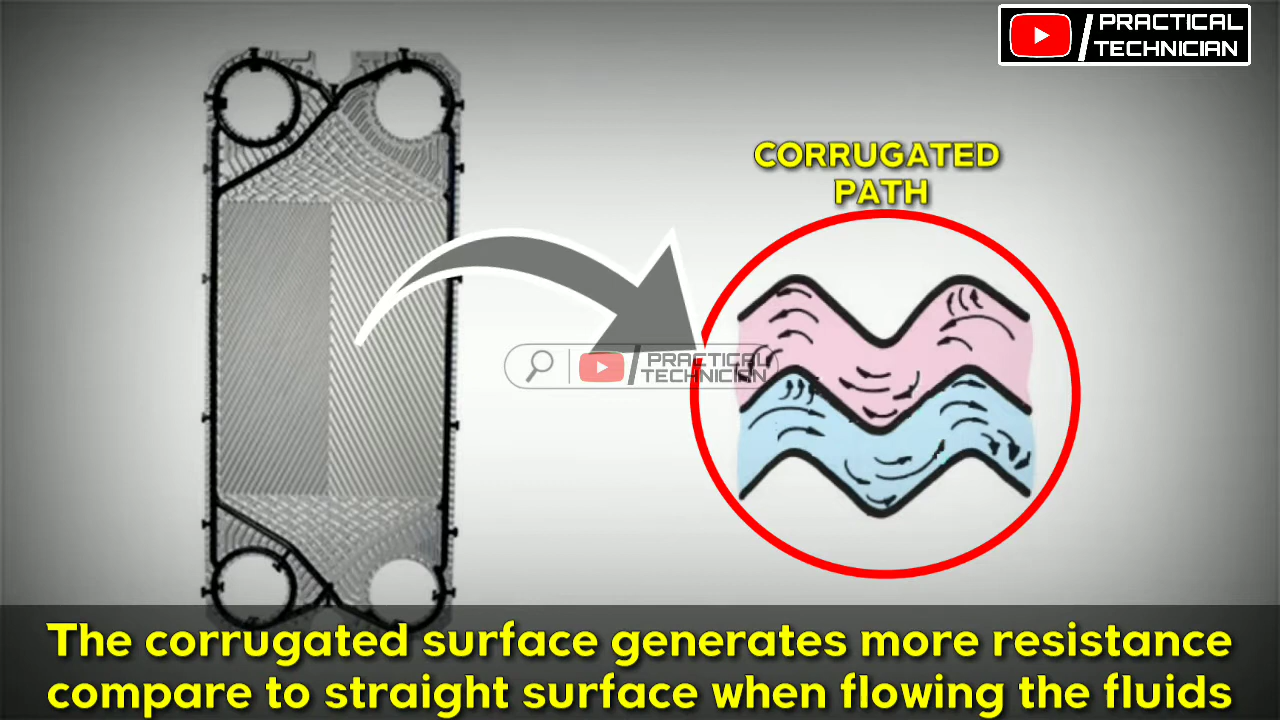 PRACTICAL
TECHNICIAN
CORRUGATED
PATH
PRACTICAL
TECHNICIAN
The corrugated surface generates more resistance
compare to straight surface when flowing the fluids